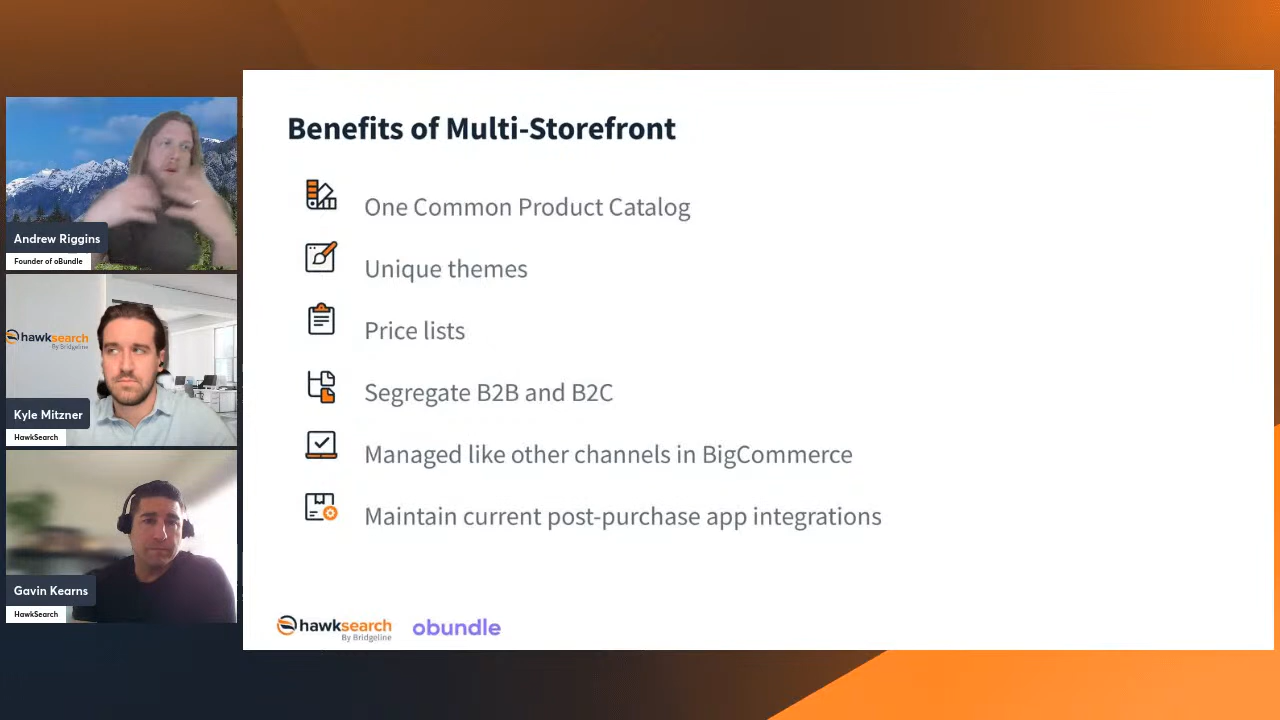 Andrew Riggins
Founder of oBundle
hawksearch
By Bridgeline
Kyle Mitzner
HawkSearch
Gavin Kearns
HawkSearch
Benefits of Multi-Storefront
One Common Product Catalog
Unique themes
Price lists
Segregate B2B and B2C
Managed like other channels in BigCommerce
Maintain current post-purchase app integrations
hawksearch
By Bridgeline
obundle